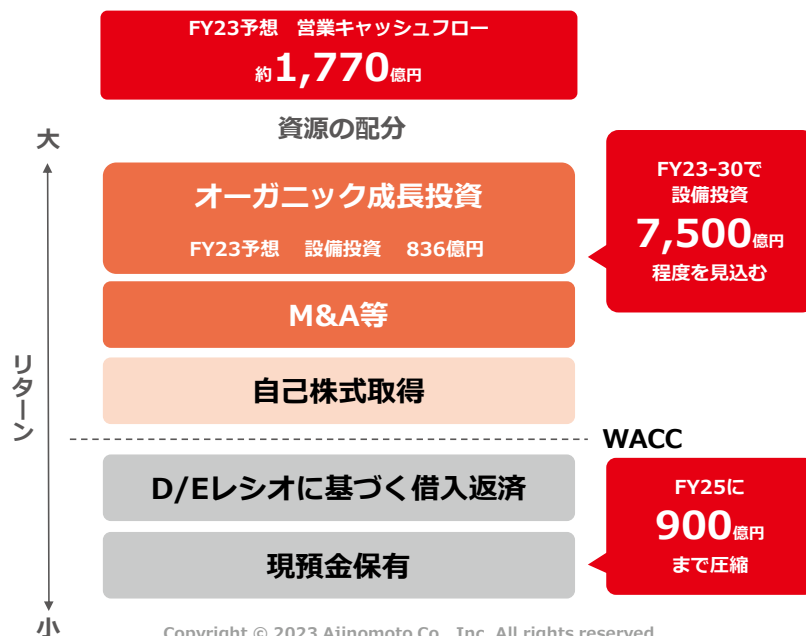 FY23予想 営業キャッシュフロー
約1,770億円
資源の配分
大
リターン
小
オーガニック成長投資
FY23予想 設備投資 836億円
M&A等
自己株式取得
WACC
D/Eレシオに基づく借入返済
現預金保有
FY23-30で
設備投資
7,500億円
程度を見込む
FY25に
900億円
まで圧縮
Copyright © 2023 Ajinomoto Co., Inc. All rights reserved